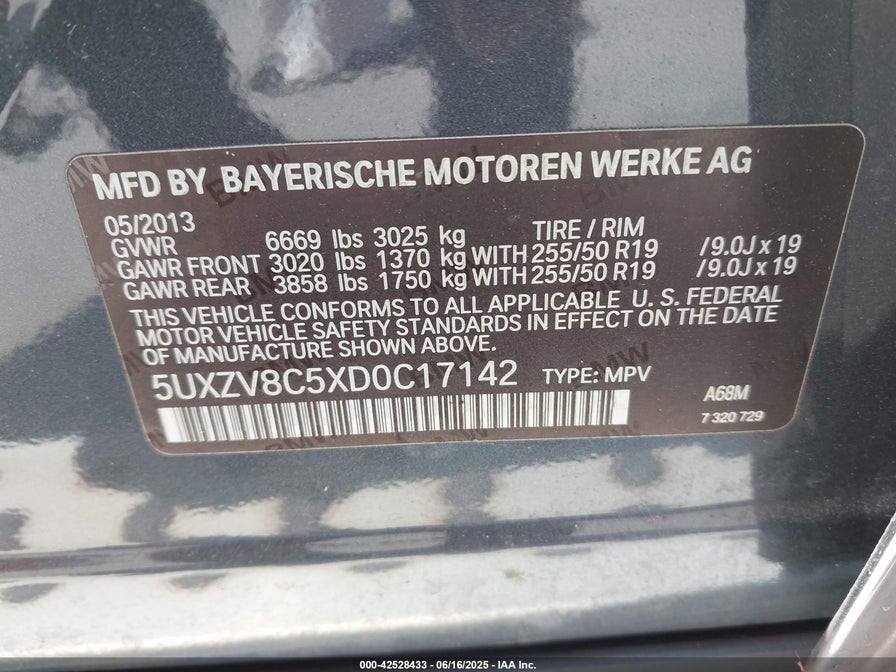 MFD BY BAYERISCHE MOTOREN WERKE AG
05/2013
TIRE / RIM
GVWR 6669 lbs 3025 kg
GAWR FRONT 3020 lbs 1370 kg WITH 255/50 R19 /9.0J x 19
GAWR REAR 3858 lbs 1750 kg WITH 255/50 R19 /9.0J x 19
THIS VEHICLE CONFORMS TO ALL APPLICABLE U. S. FEDERAL
MOTOR VEHICLE SAFETY STANDARDS IN EFFECT ON THE DATE
OF MANUFACTURE SHOWN ABOVE.
5UXZV8C5XD0C17142 TYPE: MPV
A68M
7 320 729
000-42528433 - 06/16/2025 - IAA Inc.